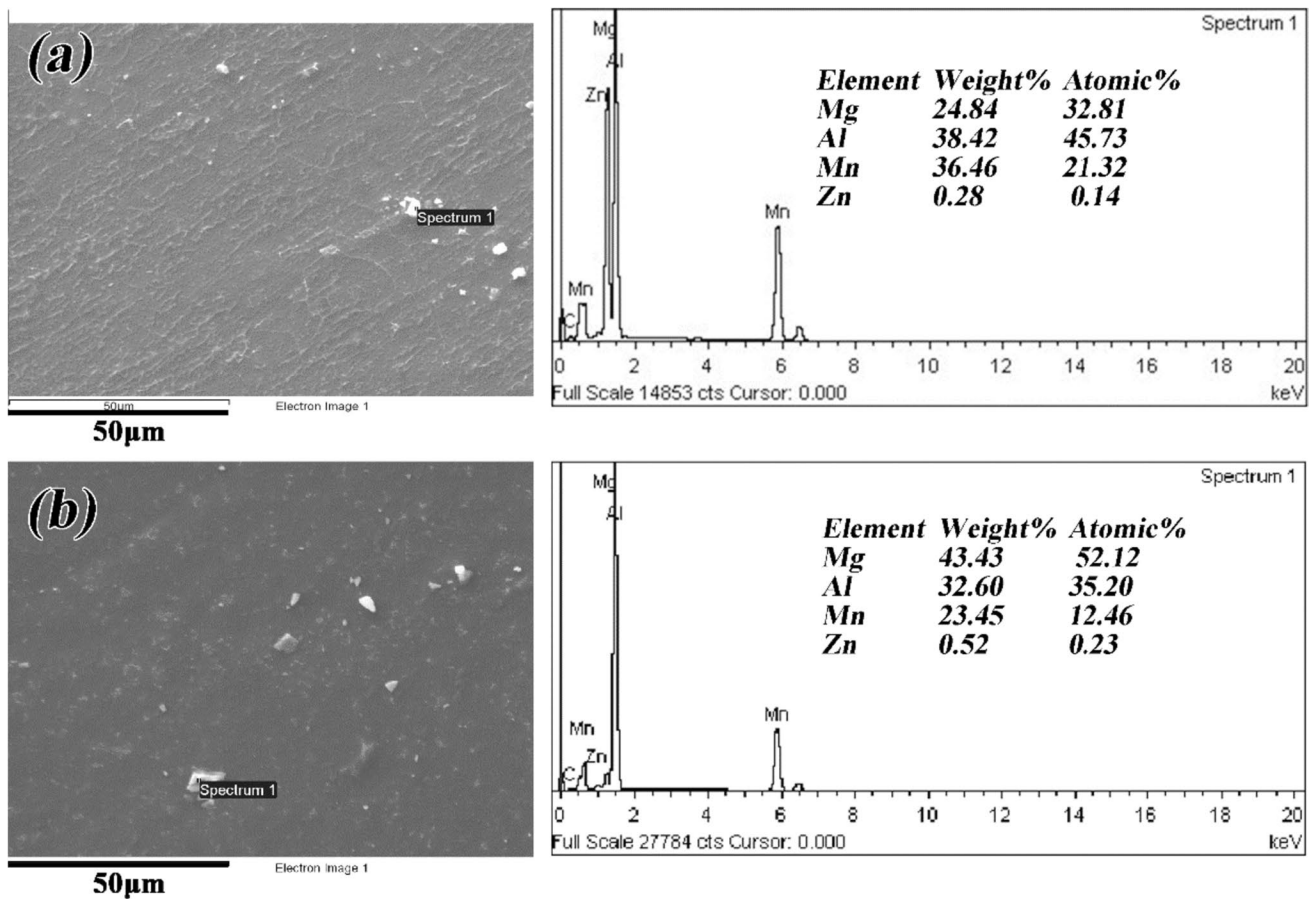 (a)
Spectrum 1
50µm
Electron Image 1
50µm
Spectrum 1
Mg
Al
Zn
Mn
C
Mn
Element Weight% Atomic%
Mg 24.84 32.81
Al 38.42 45.73
Mn 36.46 21.32
Zn 0.28 0.14
0 2 4 6 8 10 12 14 16 18 20
Full Scale 14853 cts Cursor: 0.000 keV
(b)
Spectrum 1
Electron Image 1
50µm
Spectrum 1
Mg
Al
Mn
Zn
C
Mn
Element Weight% Atomic%
Mg 43.43 52.12
Al 32.60 35.20
Mn 23.45 12.46
Zn 0.52 0.23
0 2 4 6 8 10 12 14 16 18 20
Full Scale 27784 cts Cursor: 0.000 keV